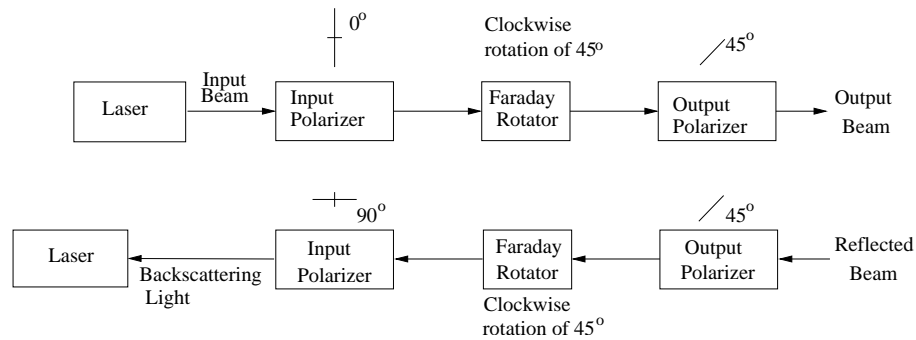 0°
Clockwise
rotation of 45°
45°
Laser
Input
Beam
Input
Polarizer
Faraday
Rotator
Output
Polarizer
Output
Beam
90°
45°
Laser
Backscattering
Light
Input
Polarizer
Faraday
Rotator
Output
Polarizer
Reflected
Beam
Clockwise
rotation of 45°